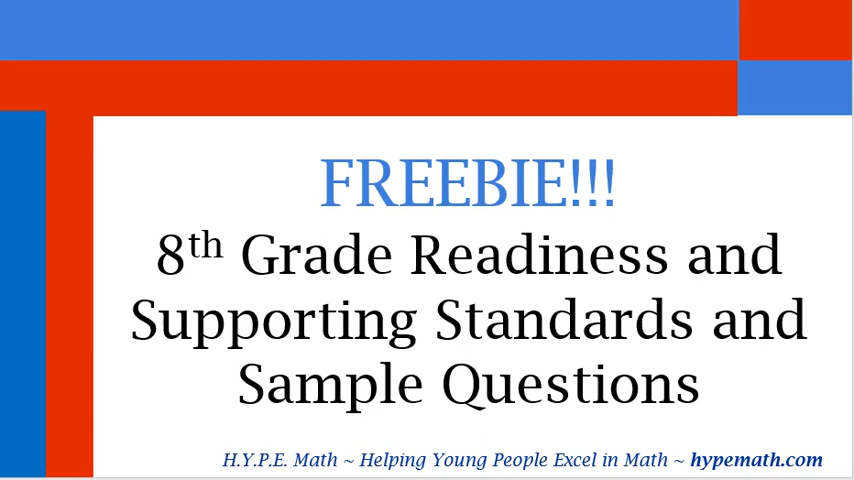 FREEBIE!!!
8th Grade Readiness and
Supporting Standards and
Sample Questions
H.Y.P.E. Math ~ Helping Young People Excel in Math ~ hypemath.com